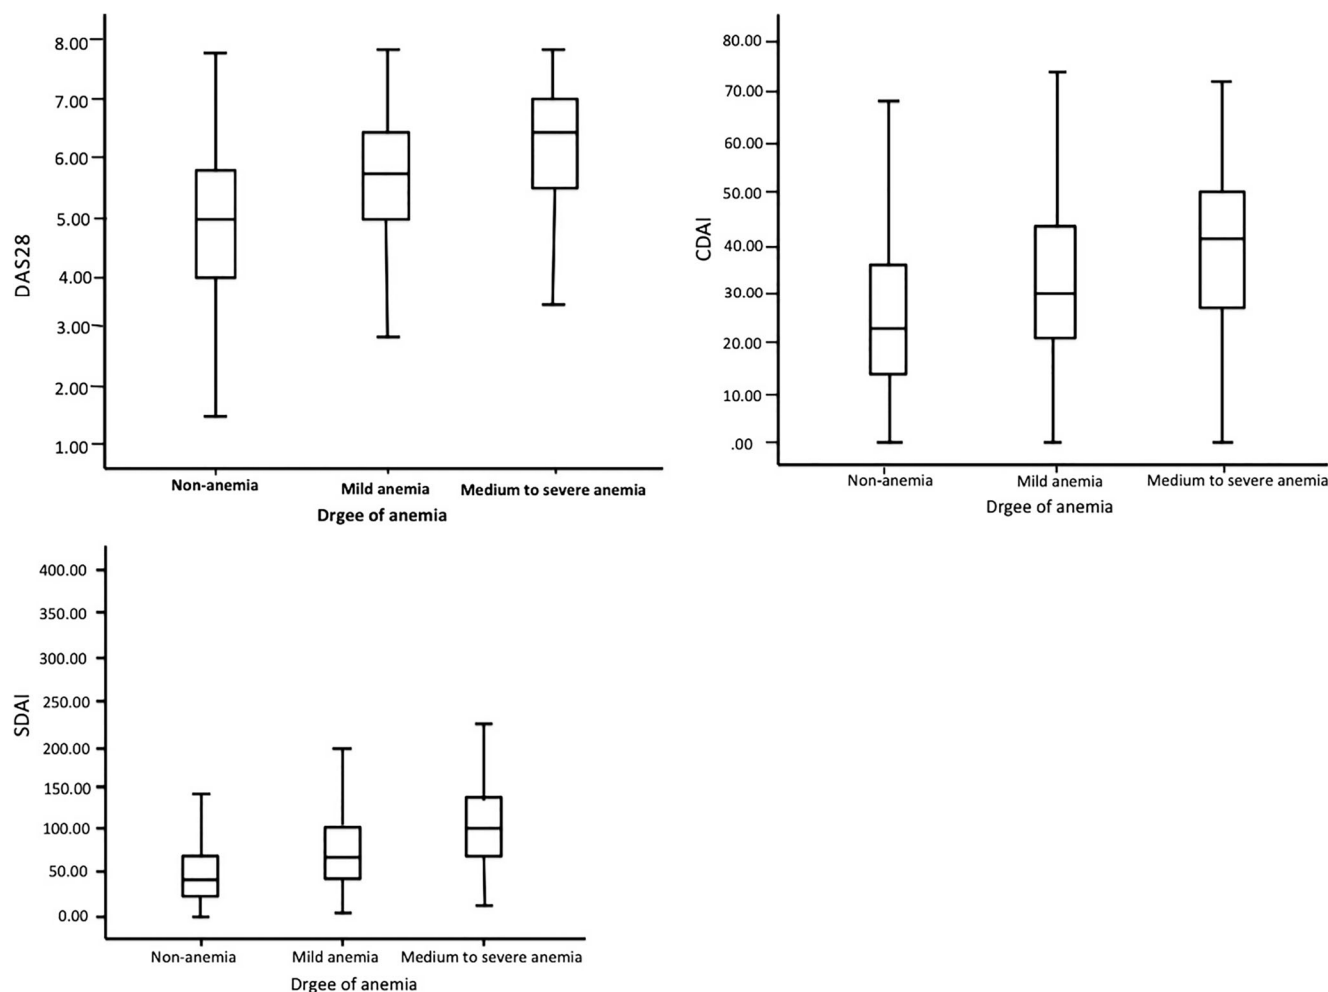 8.00
7.00
6.00
5.00
4.00
3.00
2.00
1.00
DAS28
Non-anemia
Mild anemia
Medium to severe anemia
Drgee of anemia
80.00
70.00
60.00
50.00
40.00
30.00
20.00
10.00
.00
CDAI
Non-anemia
Mild anemia
Medium to severe anemia
Drgee of anemia
400.00
350.00
300.00
250.00
200.00
150.00
100.00
50.00
0.00
SDAI
Non-anemia
Mild anemia
Medium to severe anemia
Drgee of anemia